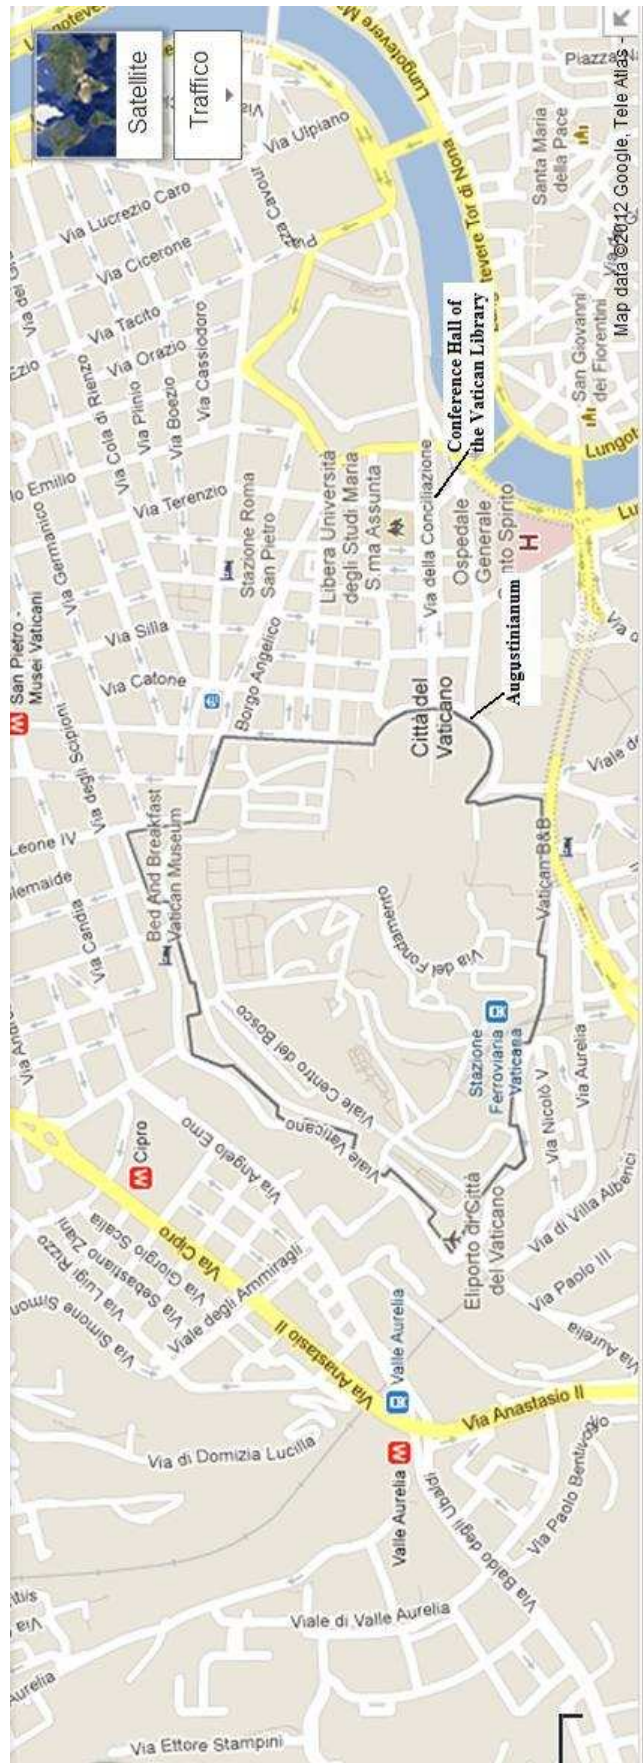 Satellite
Traffico
Lungotevere
Via Ulpiano
Via Lucrezio Caro
Piazza Cavour
Via Cicerone
Via Tacito
Via Orazio
Via Cassiodoro
Via Cola di Rienzo
Via Plinio
Via Boezio
Via Terenzio
Via Germanico
Via Silla
Via Catone
Via degli Scipioni
San Pietro -
Musei Vaticani
Stazione Roma
San Pietro
Borgo Angelico
Libera Università
degli Studi Maria
S.ma Assunta
Via della Conciliazione
Ospedale
Generale
Conference Hall of
the Vatican Library
Augustinianum
Città del
Vaticano
Lungotevere Tor di Nona
Santa Maria
della Pace
San Giovanni
dei Fiorentini
Map data ©2012 Google, Tele Atlas -
Leone IV
Via Candia
Bed And Breakfast
Vatican Museum
Via del Fondamento
Vatican B&B
Viale Centro del Bosco
Viale Vaticano
Stazione
Ferroviaria
Vaticana
Via Nicolò V
Via Aurelia
Via Angelo Emo
Cipro
Via Cipro
Eliporto di Città
del Vaticano
Via di Villa Alberici
Via Paolo III
Via Aurelia
Via Giorgio Scalia
Via Sebastiano Ziani
Via Luigi Rizzo
Via Simone Simoni
Viale degli Ammiragli
Via Anastasio II
Valle Aurelia
Valle Aurelia
Via Anastasio II
Via di Domizia Lucilla
Via Baldo degli Ubaldi
Via Paolo Bentivoglio
Viale di Valle Aurelia
Via Ettore Stampini